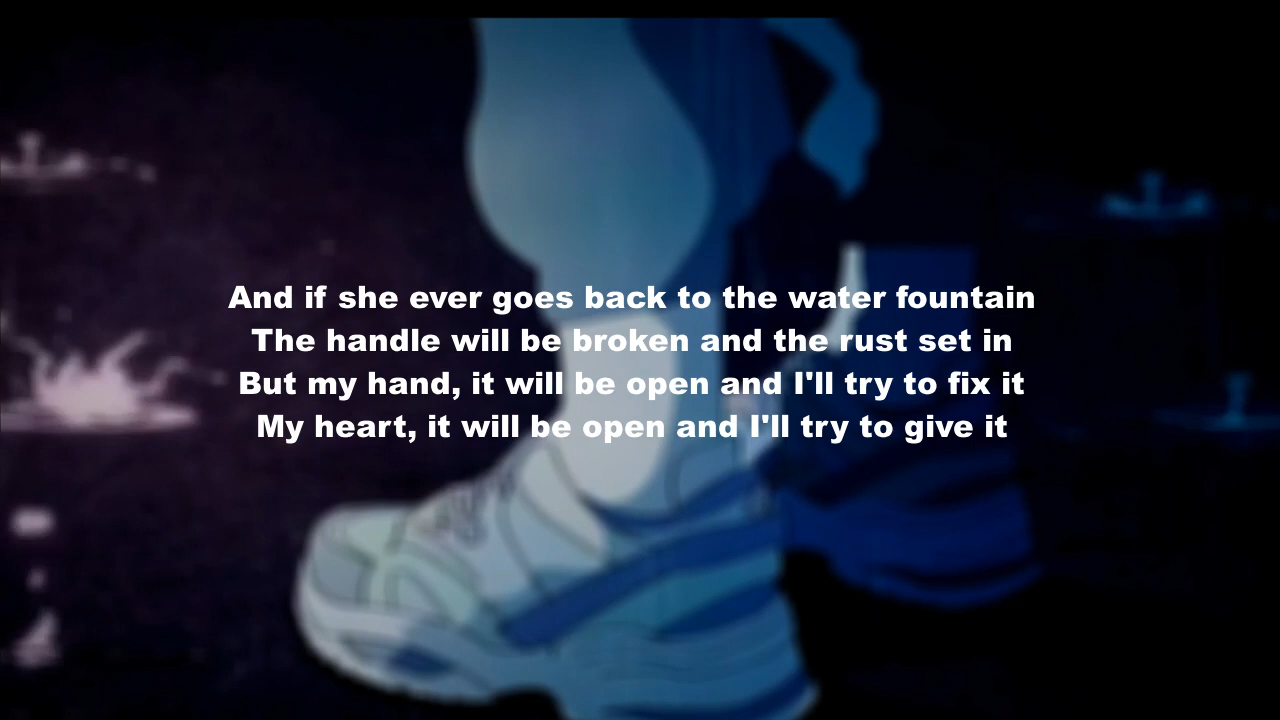 And if she ever goes back to the water fountain
The handle will be broken and the rust set in
But my hand, it will be open and I'll try to fix it
My heart, it will be open and I'll try to give it